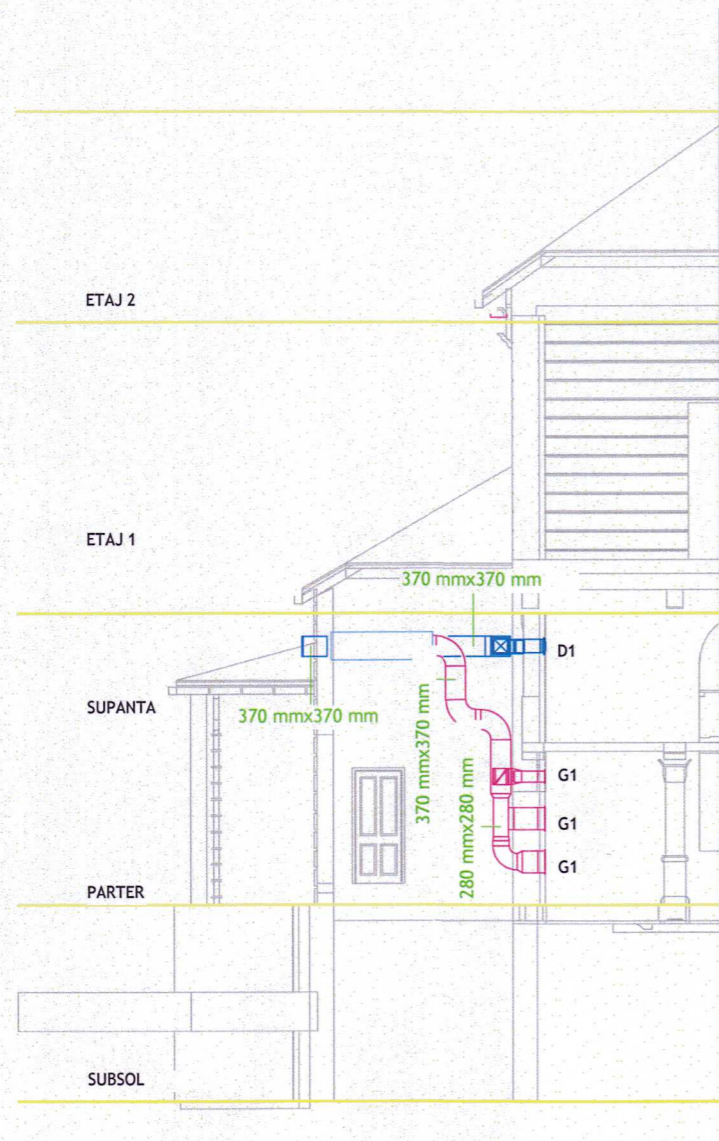 ETAJ 2
ETAJ 1
370 mmx370 mm
D1
SUPANTA
370 mmx370 mm
370 mmx370 mm
G1
280 mmx280 mm
G1
G1
PARTER
SUBSOL